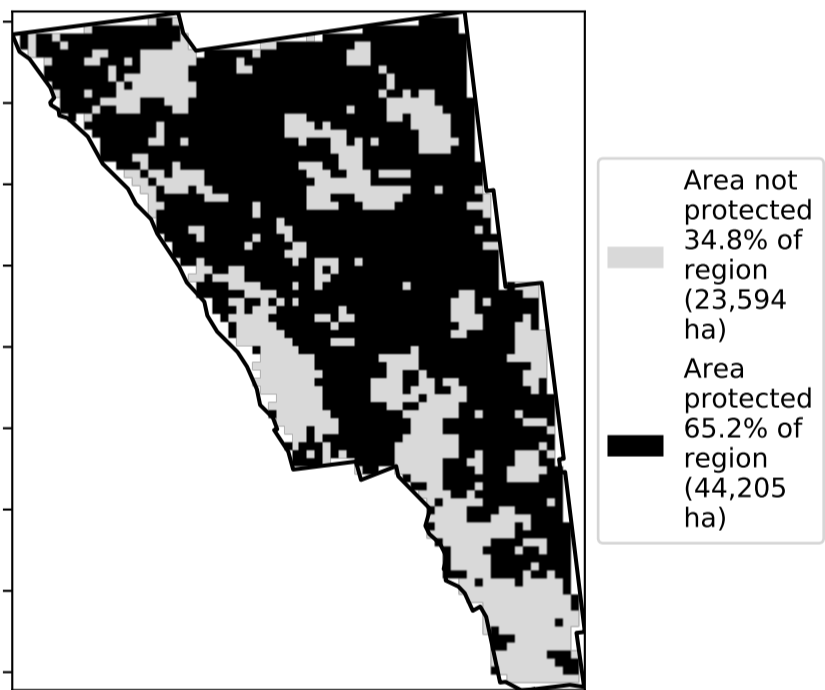 Area not
protected
34.8% of
region
(23,594
ha)
Area
protected
65.2% of
region
(44,205
ha)